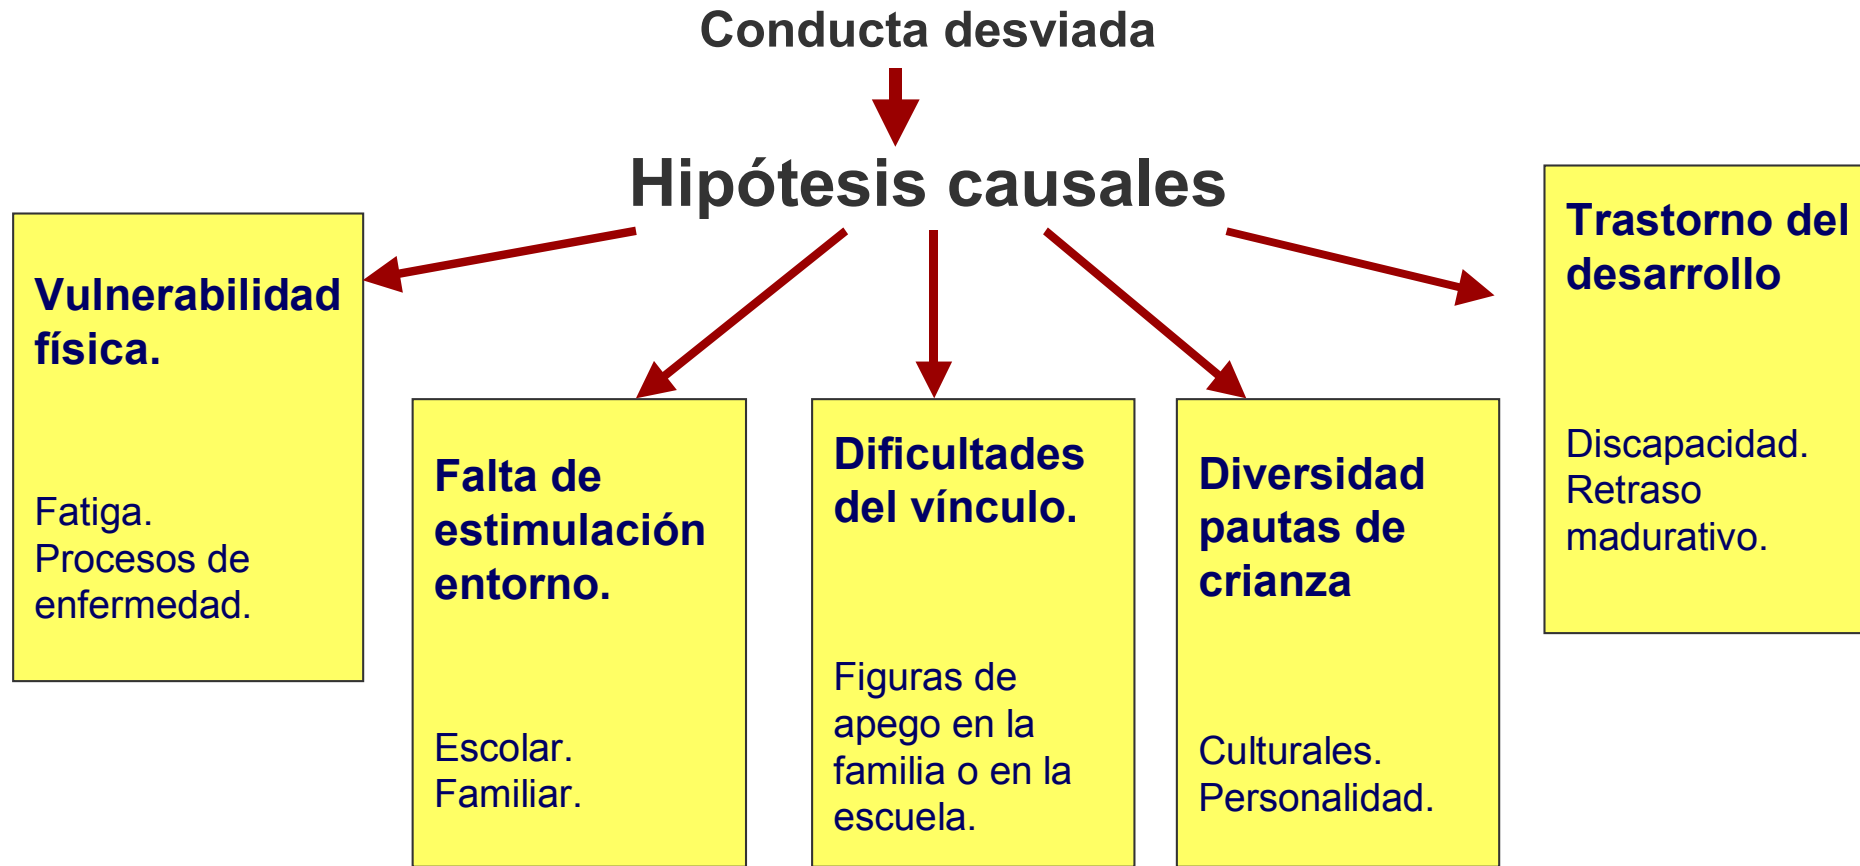 Conducta desviada
Hipótesis causales
Vulnerabilidad
física.
Fatiga.
Procesos de
enfermedad.
Falta de
estimulación
entorno.
Escolar.
Familiar.
Dificultades
del vínculo.
Figuras de
apego en la
familia o en la
escuela.
Diversidad
pautas de
crianza
Culturales.
Personalidad.
Trastorno del
desarrollo
Discapacidad.
Retraso
madurativo.